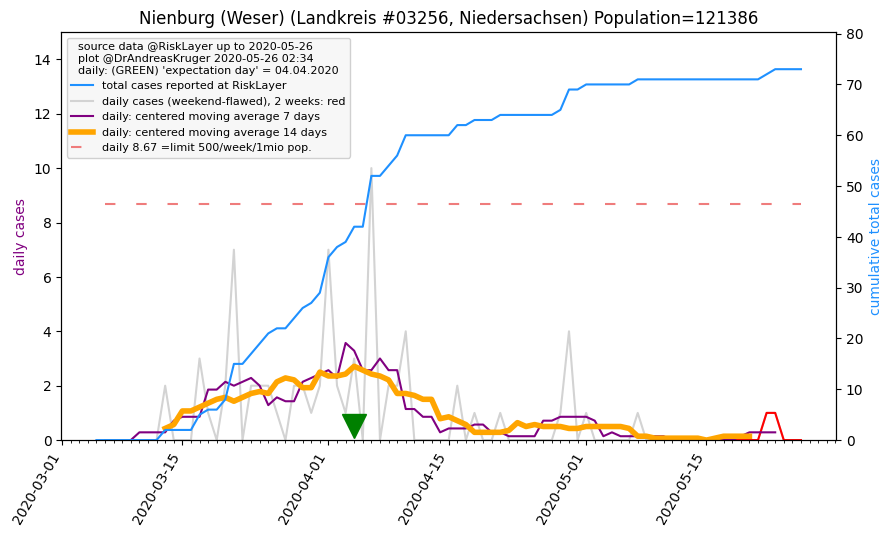 Nienburg (Weser) (Landkreis #03256, Niedersachsen) Population=121386
source data @RiskLayer up to 2020-05-26
plot @DrAndreasKruger 2020-05-26 02:34
daily: (GREEN) 'expectation day' = 04.04.2020
total cases reported at RiskLayer
daily cases (weekend-flawed), 2 weeks: red
daily: centered moving average 7 days
daily: centered moving average 14 days
daily 8.67 =limit 500/week/1mio pop.
daily cases
14
12
10
8
6
4
2
0
80
70
60
50
40
30
20
10
0
cumulative total cases
2020-03-01
2020-03-15
2020-04-01
2020-04-15
2020-05-01
2020-05-15